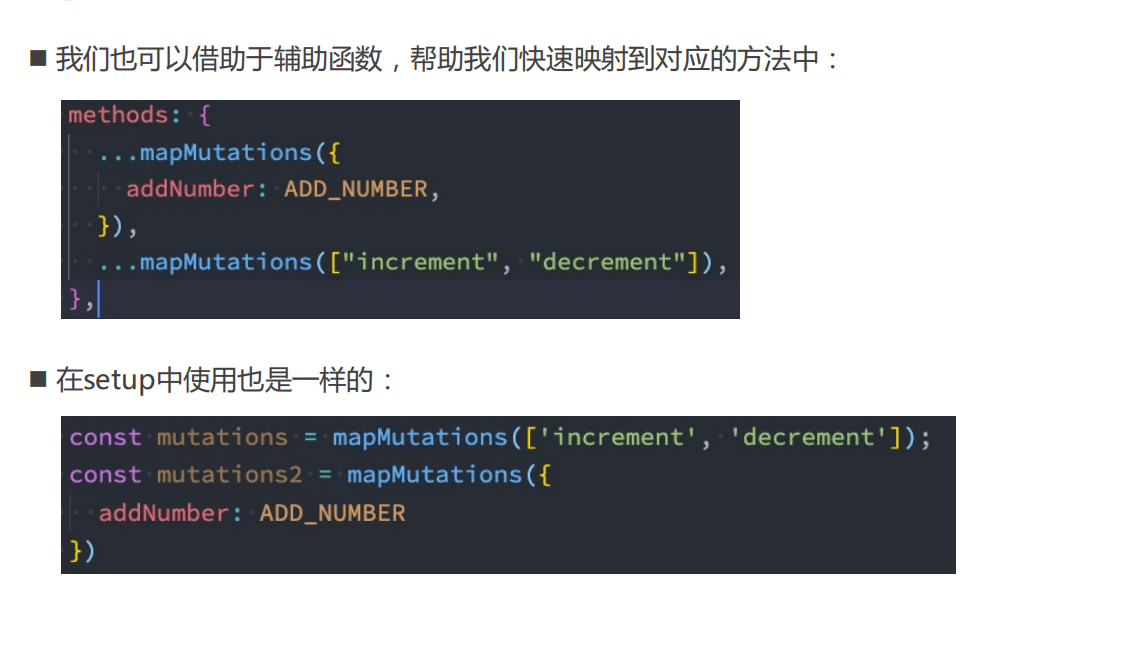 ■ 我们也可以借助于辅助函数，帮助我们快速映射到对应的方法中：
methods: {
...mapMutations({
addNumber: ADD_NUMBER,
}),
...mapMutations(["increment", "decrement"]),
},
■ 在setup中使用也是一样的：
const mutations = mapMutations(['increment', 'decrement']);
const mutations2 = mapMutations({
addNumber: ADD_NUMBER
})